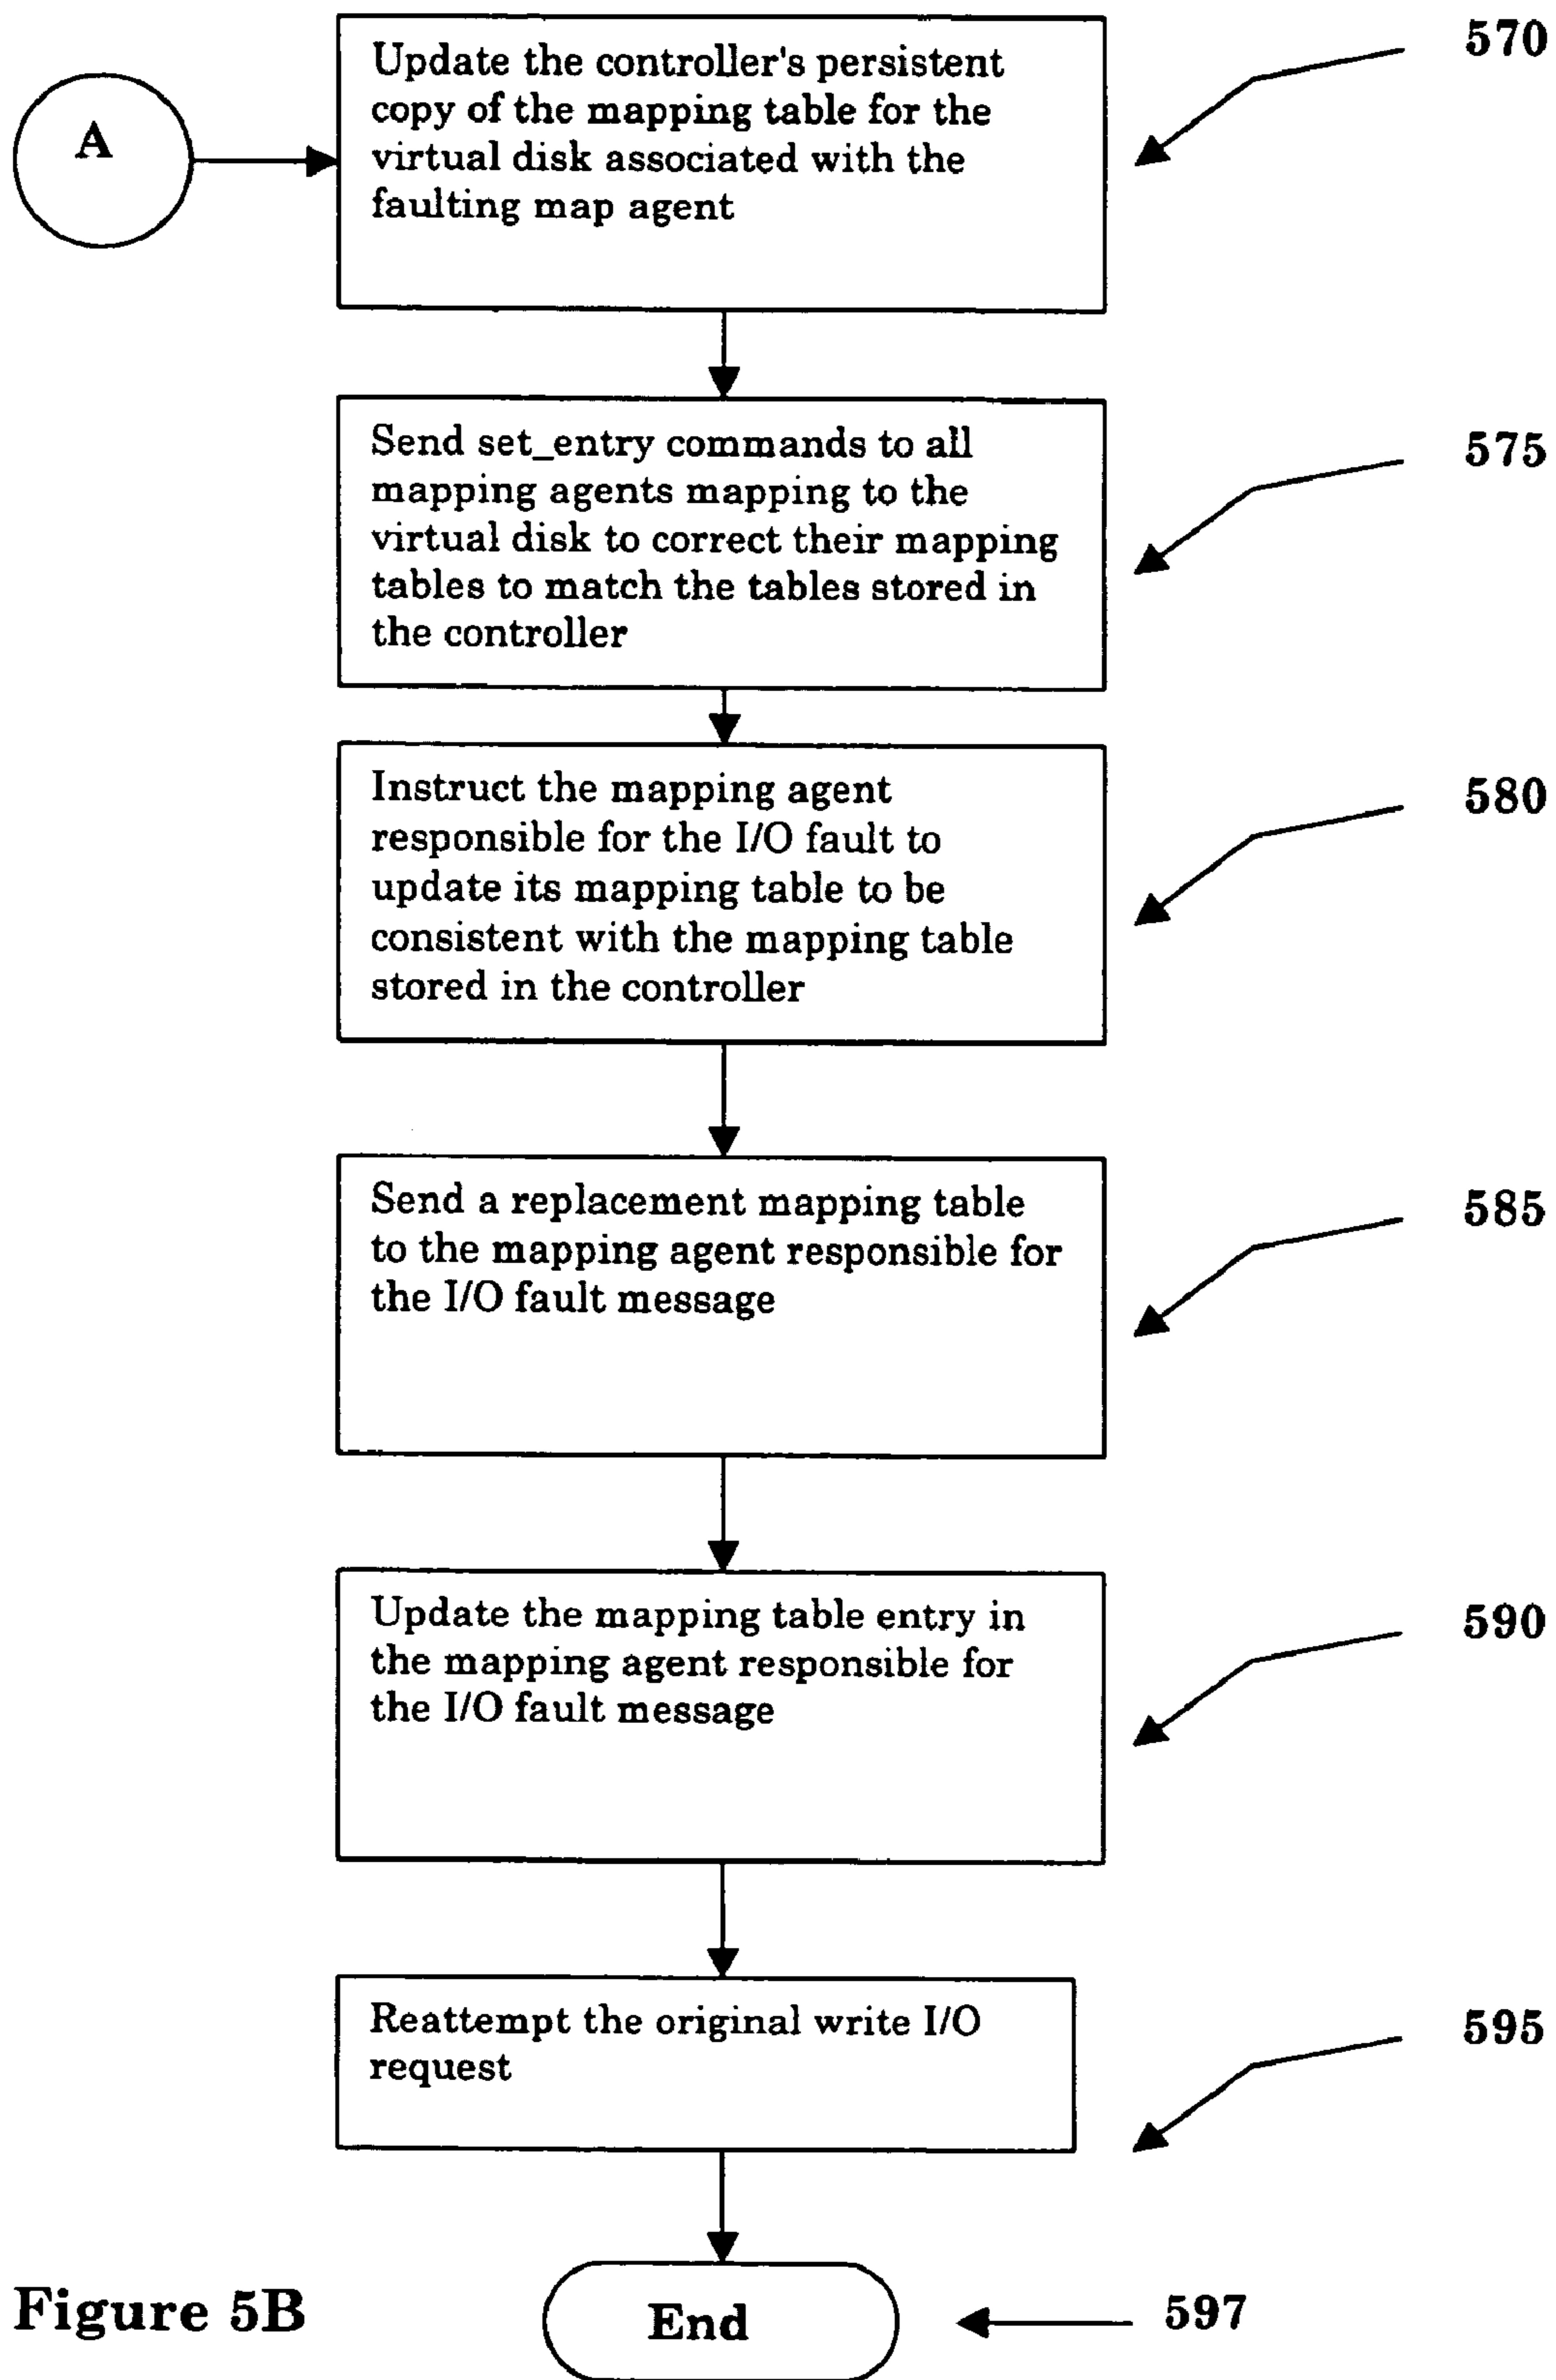 A
Update the controller's persistent
copy of the mapping table for the
virtual disk associated with the
faulting map agent
570
Send set_entry commands to all
mapping agents mapping to the
virtual disk to correct their mapping
tables to match the tables stored in
the controller
575
Instruct the mapping agent
responsible for the I/O fault to
update its mapping table to be
consistent with the mapping table
stored in the controller
580
Send a replacement mapping table
to the mapping agent responsible for
the I/O fault message
585
Update the mapping table entry in
the mapping agent responsible for
the I/O fault message
590
Reattempt the original write I/O
request
595
End
597
Figure 5B